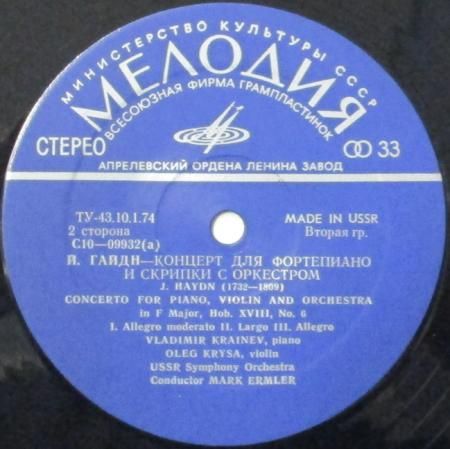 МИНИСТЕРСТВО КУЛЬТУРЫ СССР
МЕЛОДИЯ
ВСЕСОЮЗНАЯ ФИРМА ГРАМПЛАСТИНОК
СТЕРЕО
33
АПРЕЛЕВСКИЙ ОРДЕНА ЛЕНИНА ЗАВОД
ТУ-43.10.1.74
MADE IN USSR
2 сторона
Вторая гр.
С10—09932(а)
Й. ГАЙДН—КОНЦЕРТ ДЛЯ ФОРТЕПИАНО
И СКРИПКИ С ОРКЕСТРОМ
J. HAYDN (1732—1809)
CONCERTO FOR PIANO, VIOLIN AND ORCHESTRA
in F Major, Hob. XVIII, No. 6
I. Allegro moderato II. Largo III. Allegro
VLADIMIR KRAINEV, piano
OLEG KRYSA, violin
USSR Symphony Orchestra
Conductor MARK ERMLER